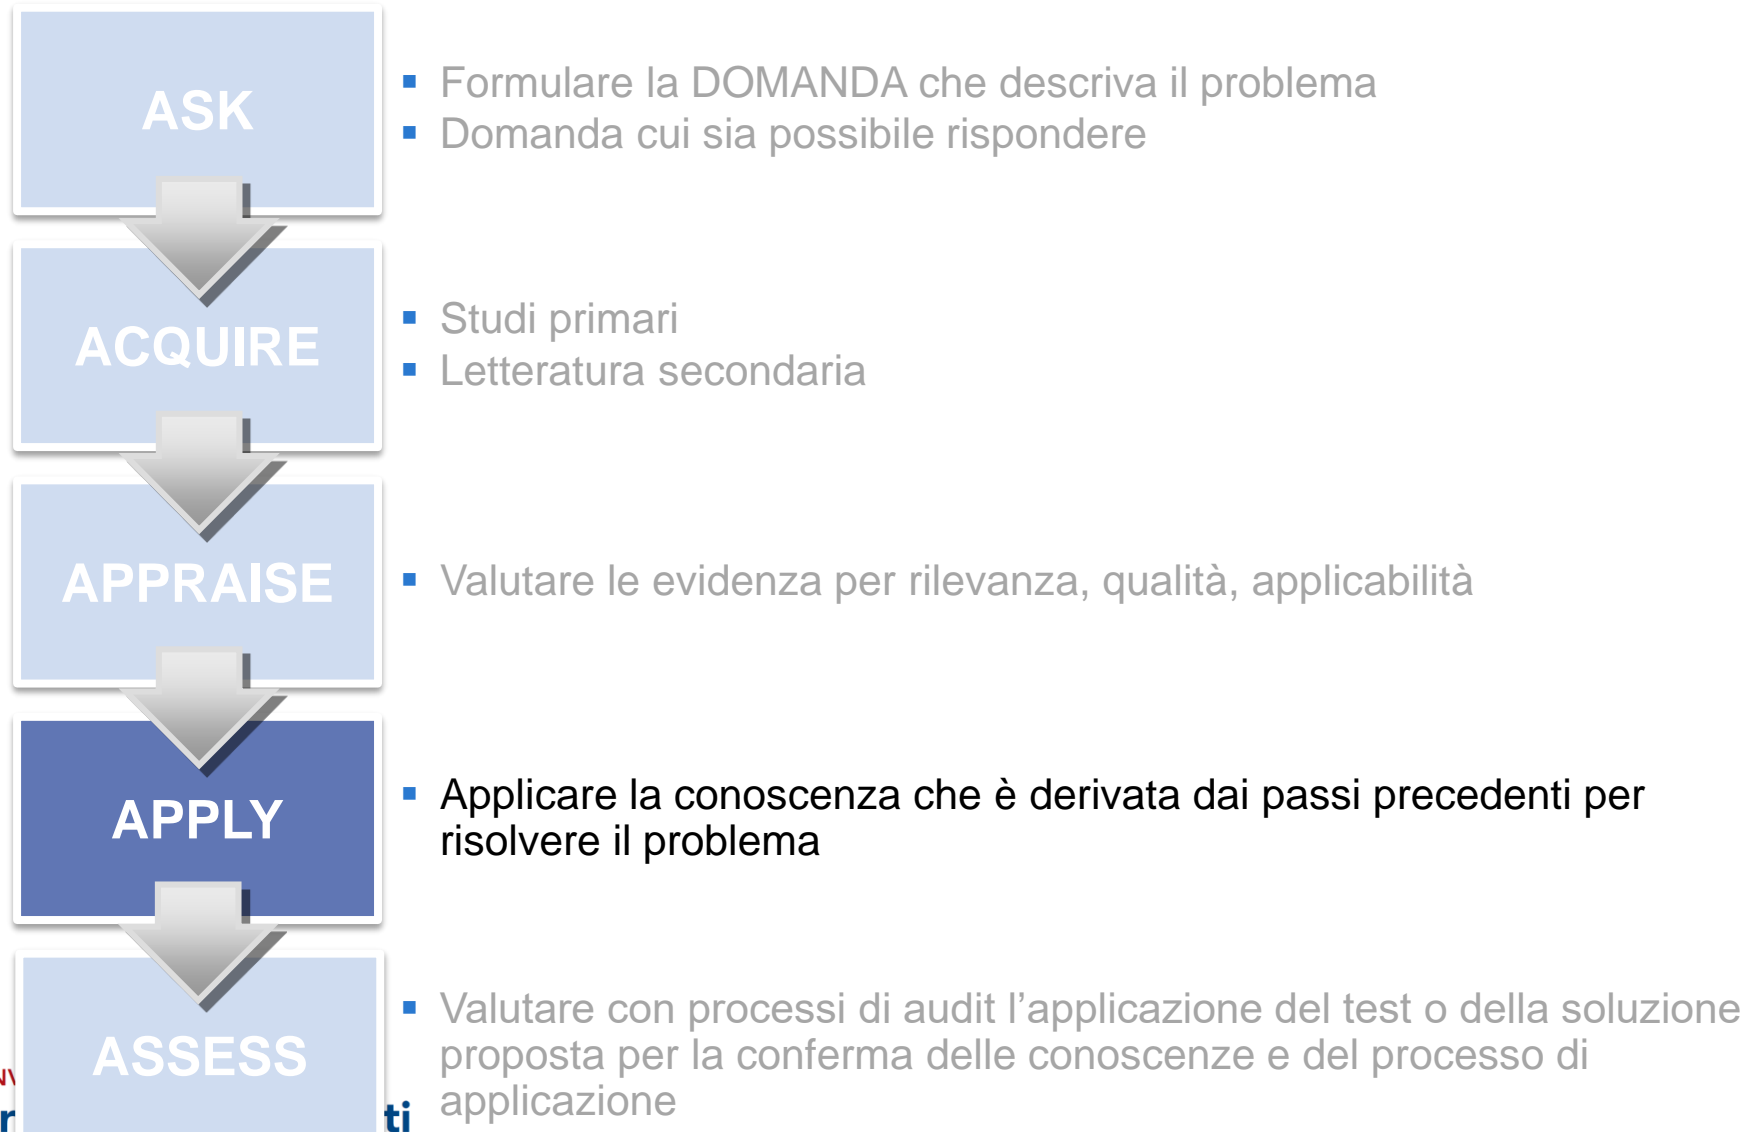 ASK
▪ Formulare la DOMANDA che descriva il problema
▪ Domanda cui sia possibile rispondere
ACQUIRE
▪ Studi primari
▪ Letteratura secondaria
APPRAISE
▪ Valutare le evidenza per rilevanza, qualità, applicabilità
APPLY
▪ Applicare la conoscenza che è derivata dai passi precedenti per
risolvere il problema
ASSESS
▪ Valutare con processi di audit l’applicazione del test o della soluzione
proposta per la conferma delle conoscenze e del processo di
applicazione
ti